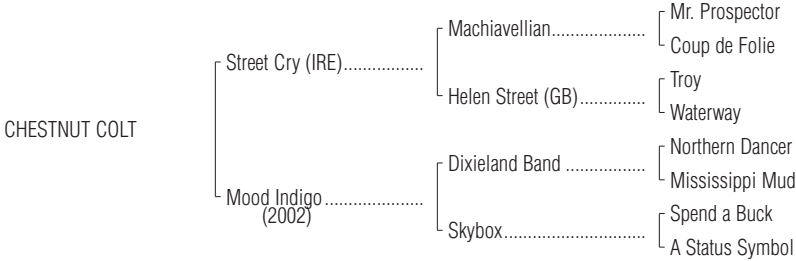 Mr. Prospector
Machiavellian.....................
Coup de Folie
Street Cry (IRE).................
Troy
Helen Street (GB)..............
Waterway
CHESTNUT COLT
Northern Dancer
Dixieland Band .................
Mississippi Mud
Mood Indigo.....................
(2002)
Spend a Buck
Skybox..............................
A Status Symbol